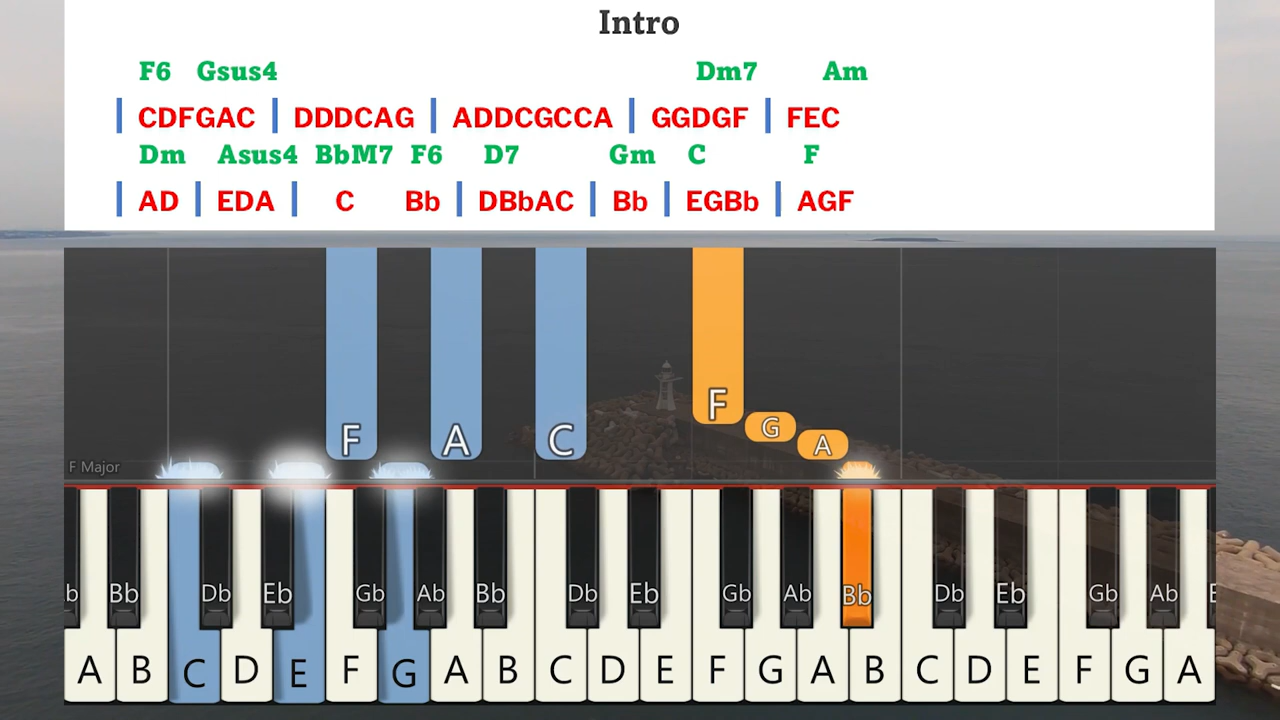 Intro
F6 Gsus4 Dm7 Am
| CDFGAC | DDDCAG | ADDCGCCA | GGDGF | FEC
Dm Asus4 BbM7 F6 D7 Gm C F
| AD | EDA | C Bb | DBbAC | Bb | EGBb | AGF
F A C F G A
F Major
Bb Db Eb Gb Ab Bb Db Eb Gb Ab Bb Db Eb Gb Ab
A B C D E F G A B C D E F G A B C D E F G A